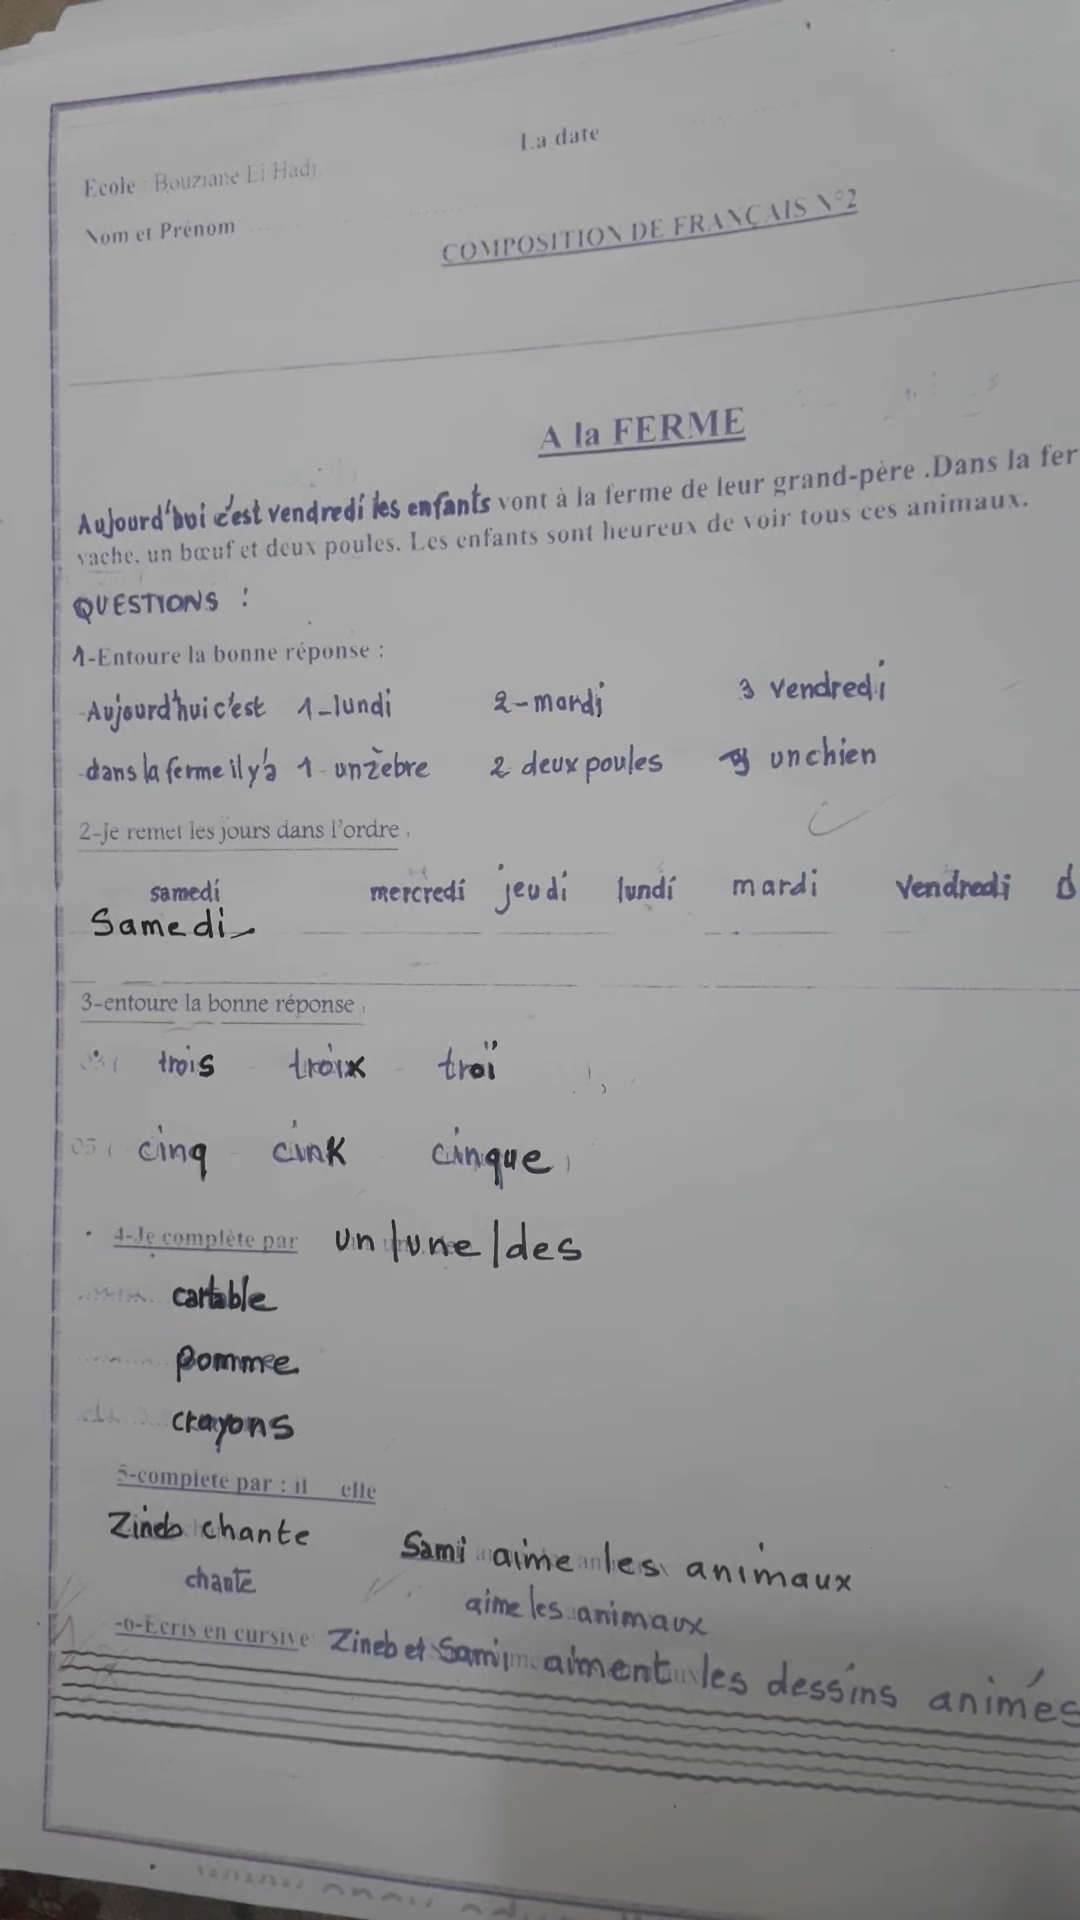 La date
Ecole : Bouziane El Hadj
Nom et Prénom
COMPOSITION DE FRANÇAIS N°2
A la FERME
Aujourd'hui c'est vendredi les enfants vont à la ferme de leur grand-père .Dans la fer
vache, un bœuf et deux poules. Les enfants sont heureux de voir tous ces animaux.
QUESTIONS :
1-Entoure la bonne réponse :
-Aujourd'hui c'est 1-lundi 2-mardi 3 vendredi
-dans la ferme il y'a 1- un zèbre 2 deux poules 3 un chien
2-Je remet les jours dans l'ordre .
samedi mercredi jeudi lundi mardi vendredi d
Samedi
3-entoure la bonne réponse :
03 ( trois - troix - troï
05 ( cinq - cink - cinque )
4-Je complète par un/une/des
cartable
pomme
crayons
5-complete par : il elle
Zineb chante Sami aime les animaux
chante aime les animaux
-6-Ecris en cursive Zineb et Sami aiment les dessins animés